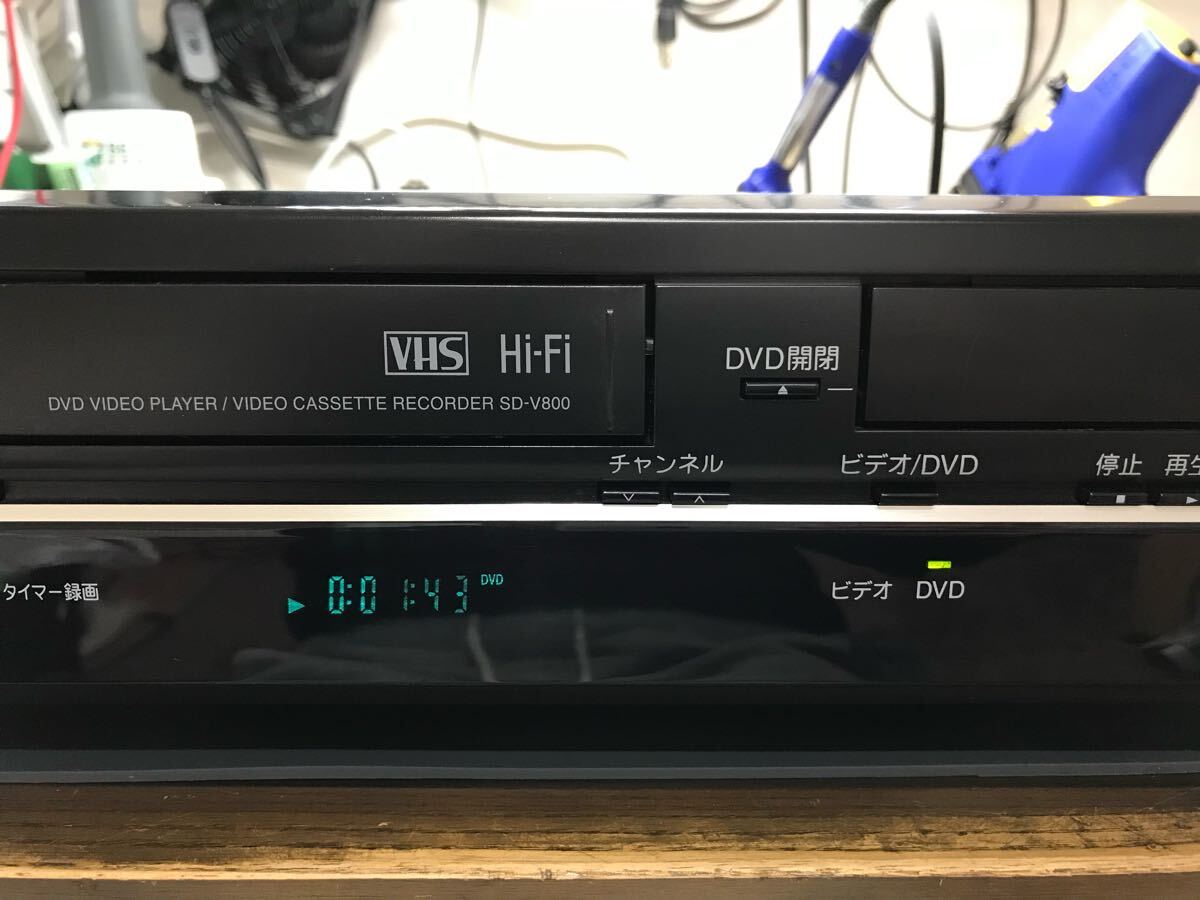 VHS Hi-Fi
DVD VIDEO PLAYER / VIDEO CASSETTE RECORDER SD-V800
DVD開閉
チャンネル
ビデオ/DVD
停止
再生
タイマー録画
0:01:43 DVD
ビデオ DVD